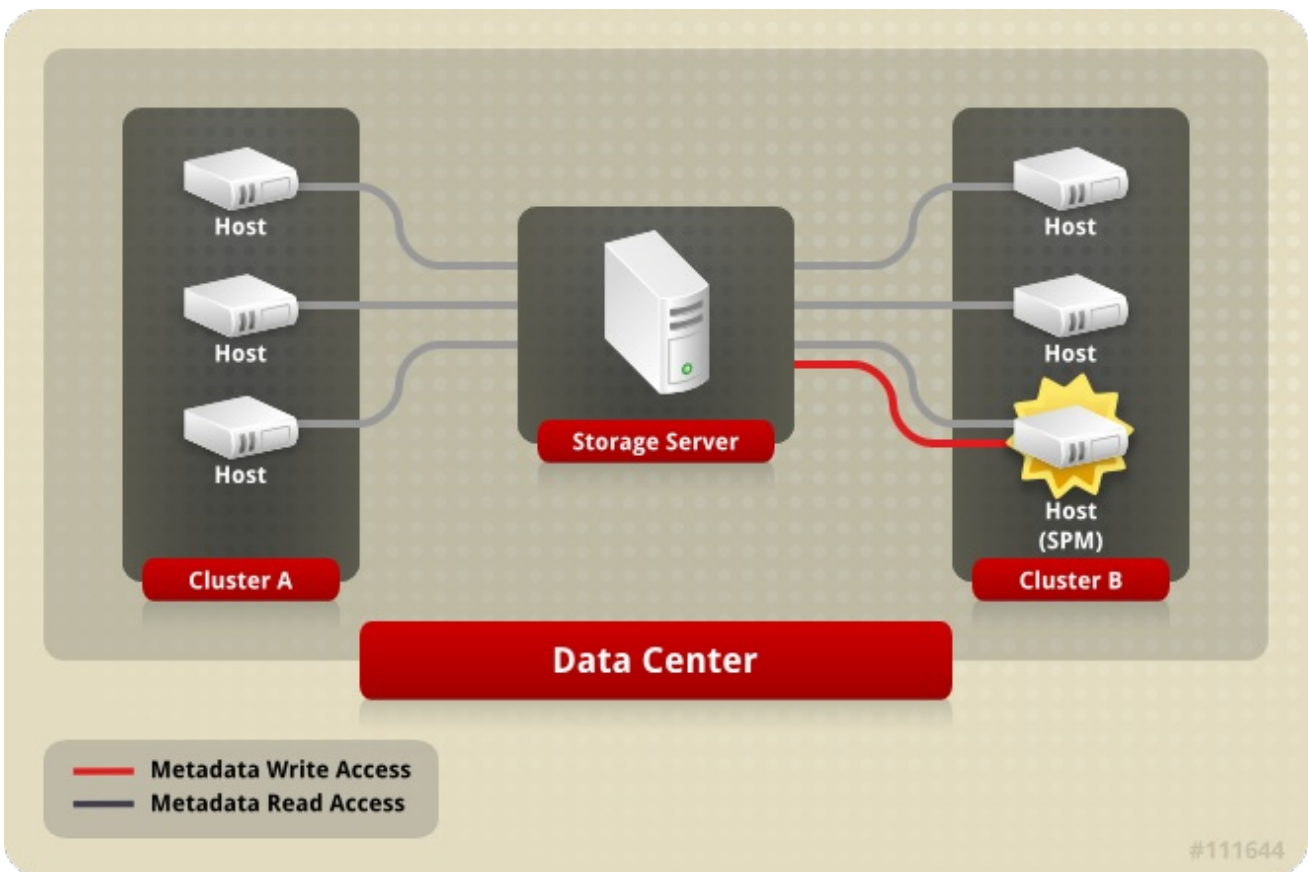 Host
Host
Host
Cluster A
Storage Server
Host
Host
Host
(SPM)
Cluster B
Data Center
Metadata Write Access
Metadata Read Access
#111644